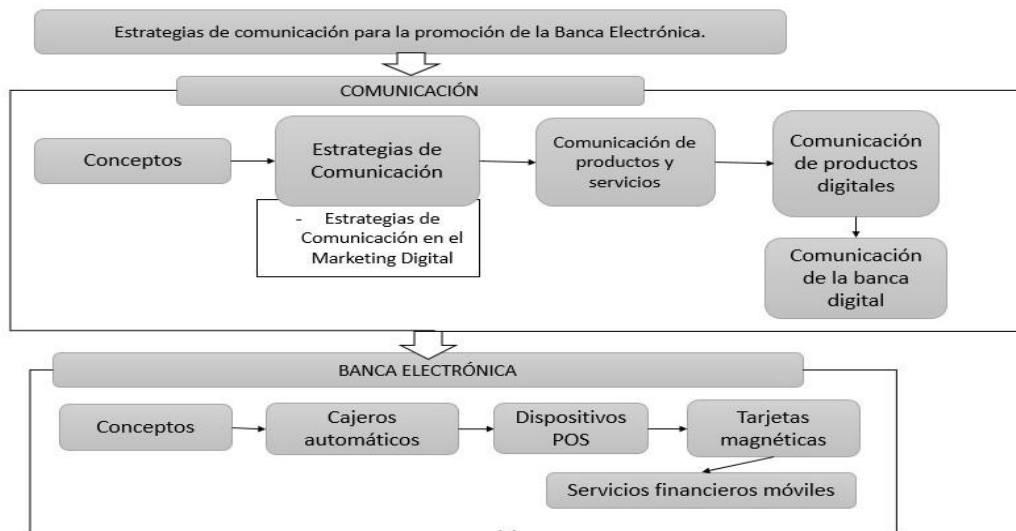 Estrategias de comunicación para la promoción de la Banca Electrónica.
COMUNICACIÓN
Conceptos
Estrategias de
Comunicación
- Estrategias de
Comunicación en el
Marketing Digital
Comunicación de
productos y
servicios
Comunicación
de productos
digitales
Comunicación
de la banca
digital
BANCA ELECTRÓNICA
Conceptos
Cajeros
automáticos
Dispositivos
POS
Tarjetas
magnéticas
Servicios financieros móviles